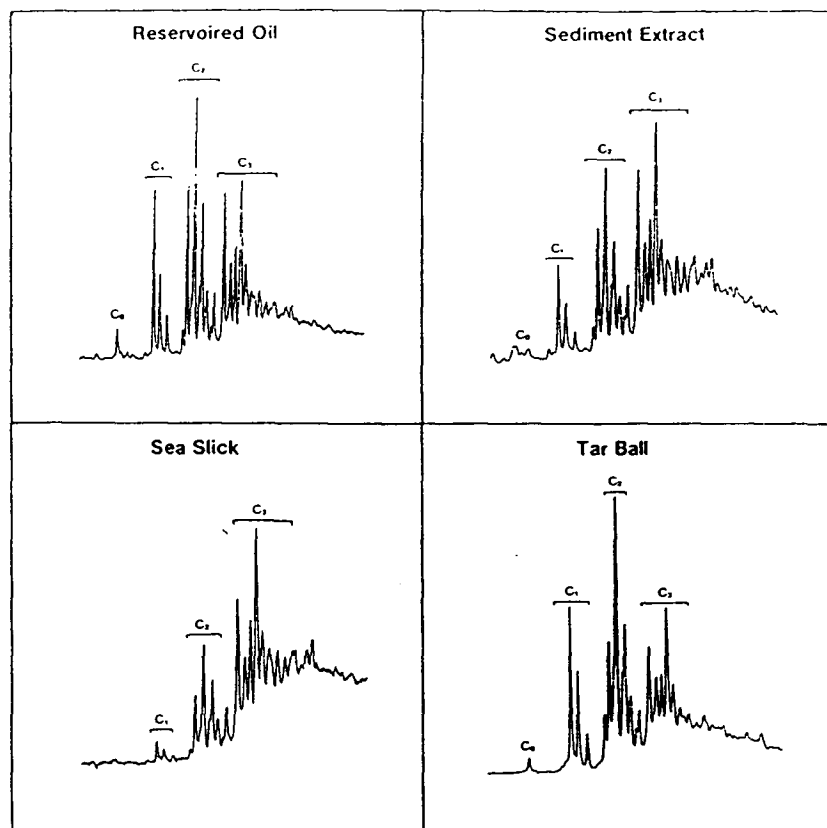 Reservoired Oil
C₂
C₁
C₃
C₀
Sediment Extract
C₃
C₂
C₁
C₀
Sea Slick
C₃
C₂
C₁
Tar Ball
C₂
C₁
C₃
C₀